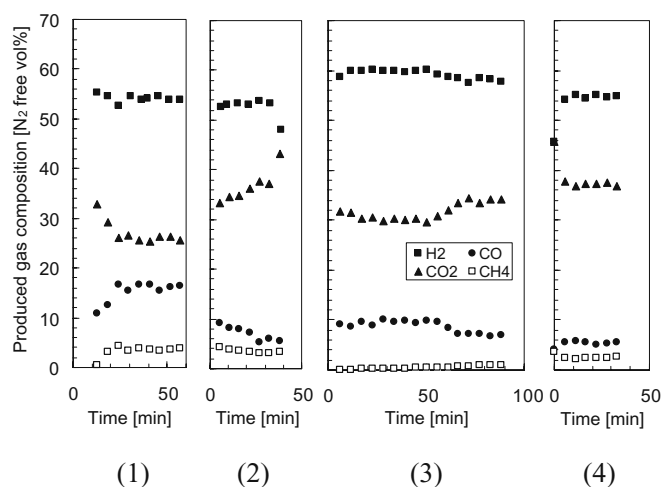 Produced gas composition [N₂ free vol%]
70
60
50
40
30
20
10
0
H2
CO
CO2
CH4
0
50
0
50
0
50
100
0
50
Time [min]
Time [min]
Time [min]
Time [min]
(1)
(2)
(3)
(4)